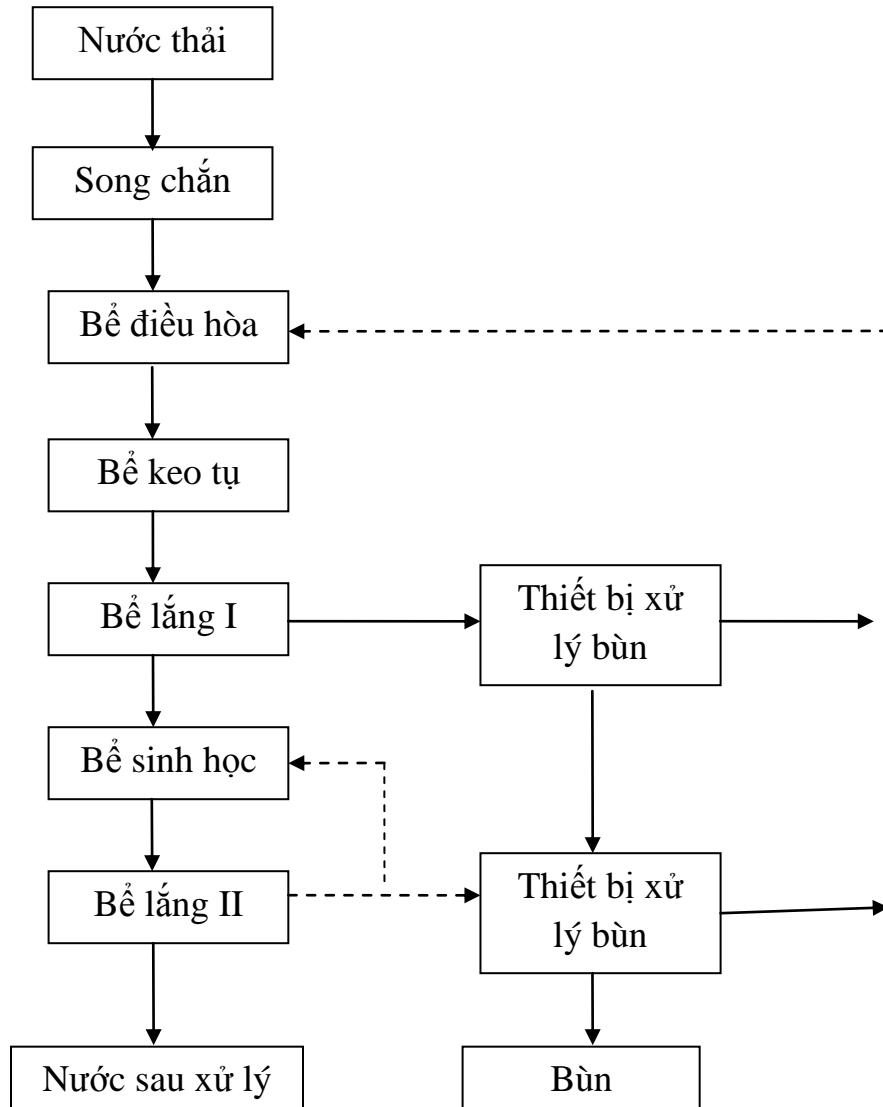 Nước thải
Song chắn
Bể điều hòa
Bể keo tụ
Bể lắng I
Thiết bị xử
lý bùn
Bể sinh học
Bể lắng II
Thiết bị xử
lý bùn
Nước sau xử lý
Bùn